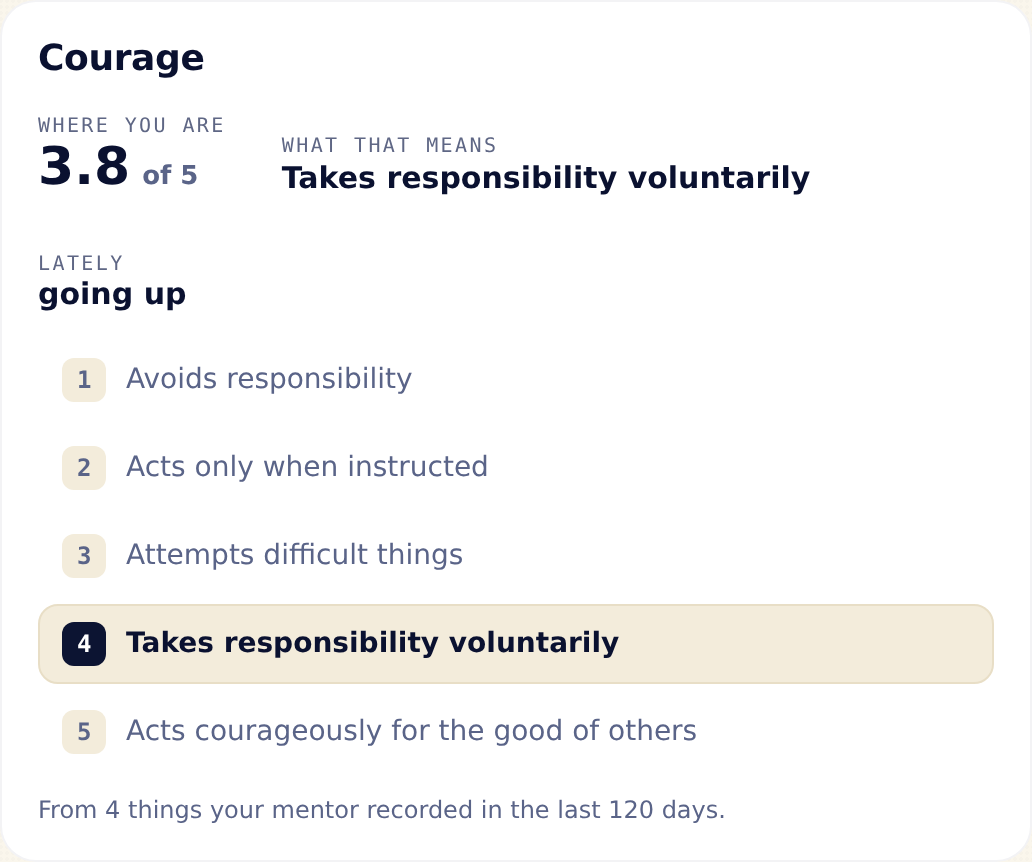 Courage
WHERE YOU ARE
3.8 of 5
WHAT THAT MEANS
Takes responsibility voluntarily
LATELY
going up
1 Avoids responsibility
2 Acts only when instructed
3 Attempts difficult things
4 Takes responsibility voluntarily
5 Acts courageously for the good of others
From 4 things your mentor recorded in the last 120 days.